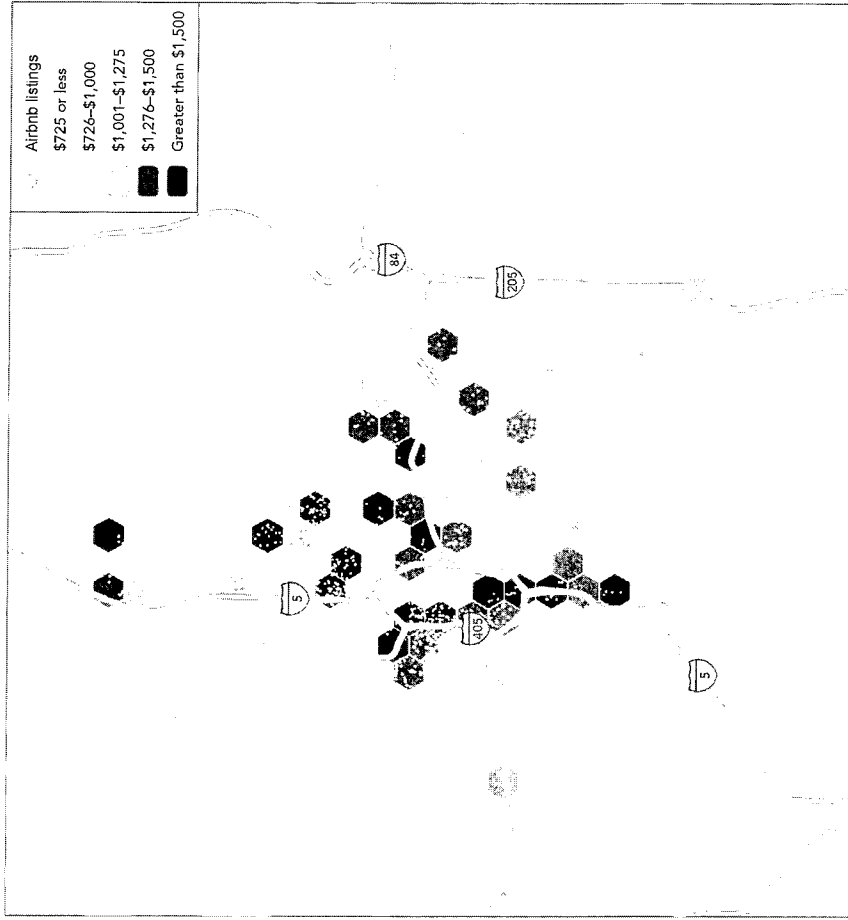 Airbnb listings
$725 or less
$726–$1,000
$1,001–$1,275
$1,276–$1,500
Greater than $1,500
84
205
5
405
5